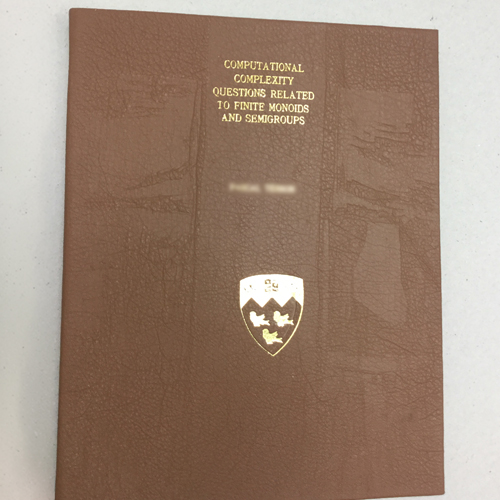 COMPUTATIONAL
COMPLEXITY
QUESTIONS RELATED
TO FINITE MONOIDS
AND SEMIGROUPS